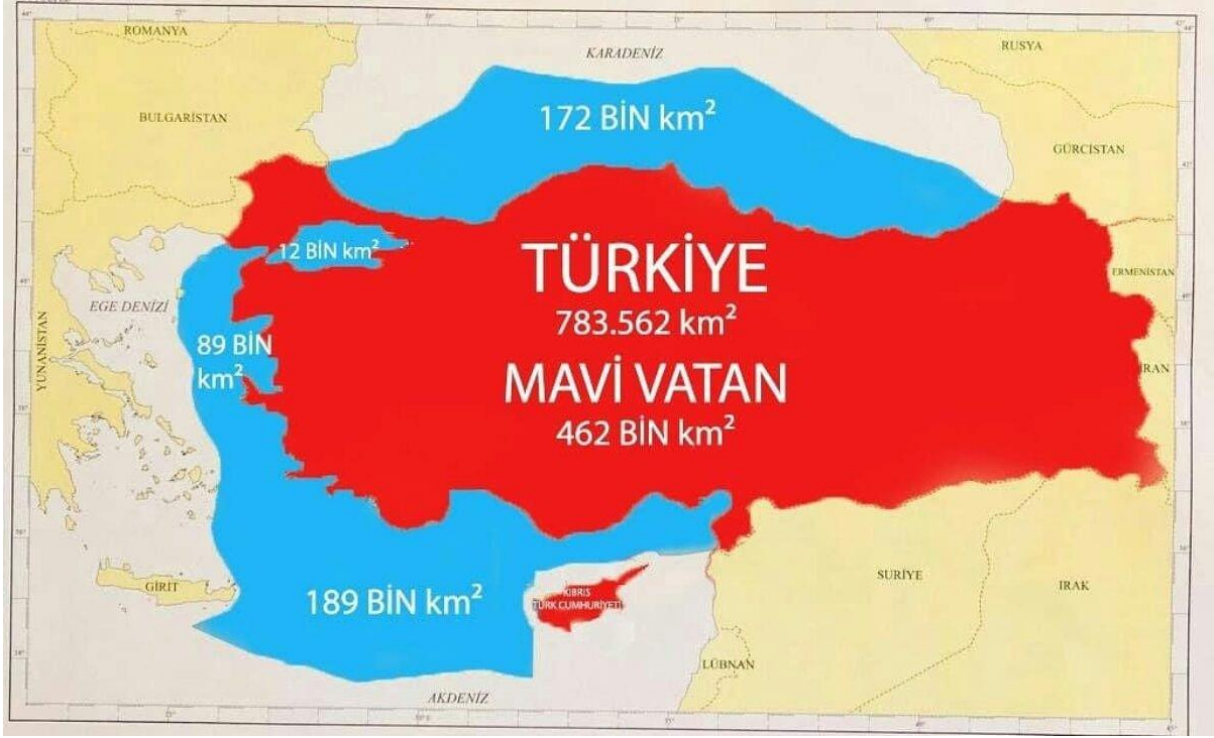 ROMANYA
KARADENİZ
RUSYA
BULGARİSTAN
172 BİN km²
GÜRCİSTAN
12 BİN km²
TÜRKİYE
783.562 km²
ERMENİSTAN
EGE DENİZİ
YUNANİSTAN
89 BİN
km²
MAVİ VATAN
462 BİN km²
İRAN
GİRİT
189 BİN km²
KIBRIS
TÜRK CUMHURİYETİ
SURİYE
IRAK
LÜBNAN
AKDENİZ